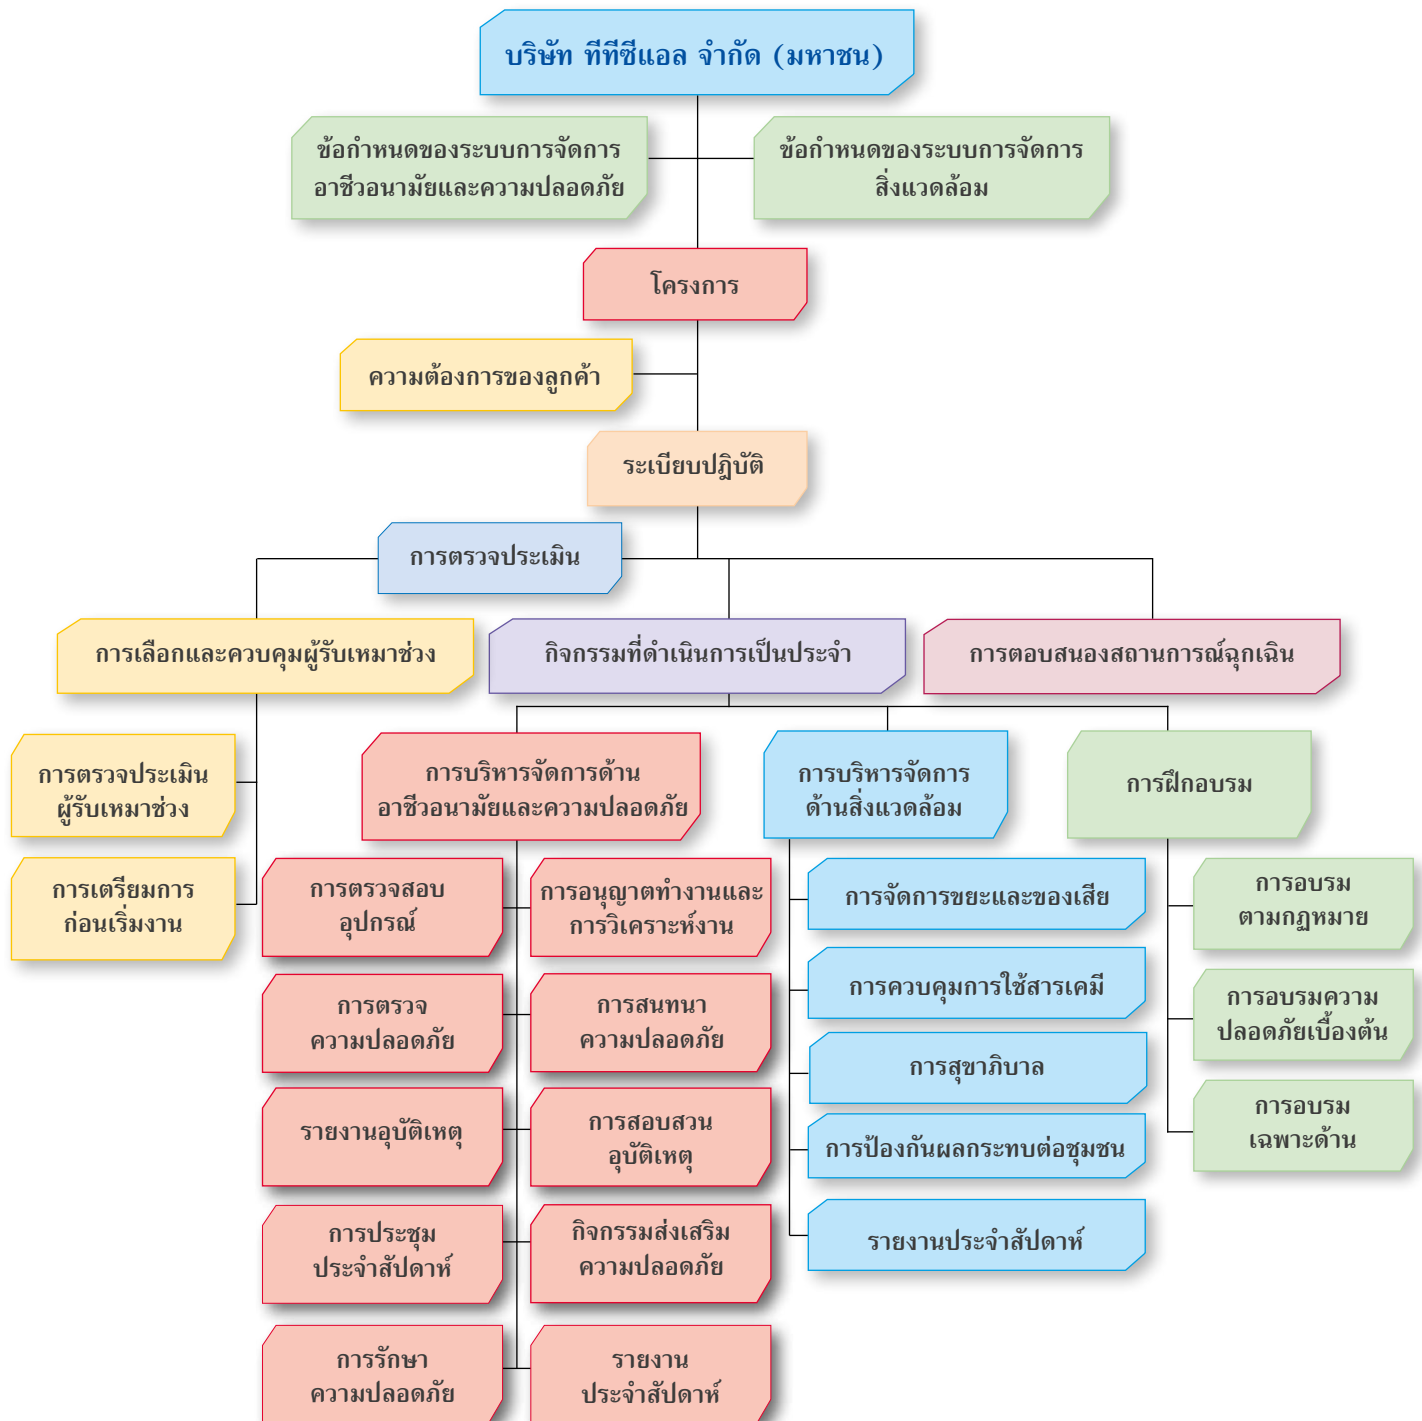 บริษัท ทีทีซีแอล จำกัด (มหาชน)
ข้อกำหนดของระบบการจัดการ
อาชีวอนามัยและความปลอดภัย
ข้อกำหนดของระบบการจัดการ
สิ่งแวดล้อม
โครงการ
ความต้องการของลูกค้า
ระเบียบปฎิบัติ
การตรวจประเมิน
การเลือกและควบคุมผู้รับเหมาช่วง
กิจกรรมที่ดำเนินการเป็นประจำ
การตอบสนองสถานการณ์ฉุกเฉิน
การตรวจประเมิน
ผู้รับเหมาช่วง
การเตรียมการ
ก่อนเริ่มงาน
การบริหารจัดการด้าน
อาชีวอนามัยและความปลอดภัย
การตรวจสอบ
อุปกรณ์
การอนุญาตทำงานและ
การวิเคราะห์งาน
การตรวจ
ความปลอดภัย
การสนทนา
ความปลอดภัย
รายงานอุบัติเหตุ
การสอบสวน
อุบัติเหตุ
การประชุม
ประจำสัปดาห์
กิจกรรมส่งเสริม
ความปลอดภัย
การรักษา
ความปลอดภัย
รายงาน
ประจำสัปดาห์
การบริหารจัดการ
ด้านสิ่งแวดล้อม
การจัดการขยะและของเสีย
การควบคุมการใช้สารเคมี
การสุขาภิบาล
การป้องกันผลกระทบต่อชุมชน
รายงานประจำสัปดาห์
การฝึกอบรม
การอบรม
ตามกฏหมาย
การอบรมความ
ปลอดภัยเบื้องต้น
การอบรม
เฉพาะด้าน